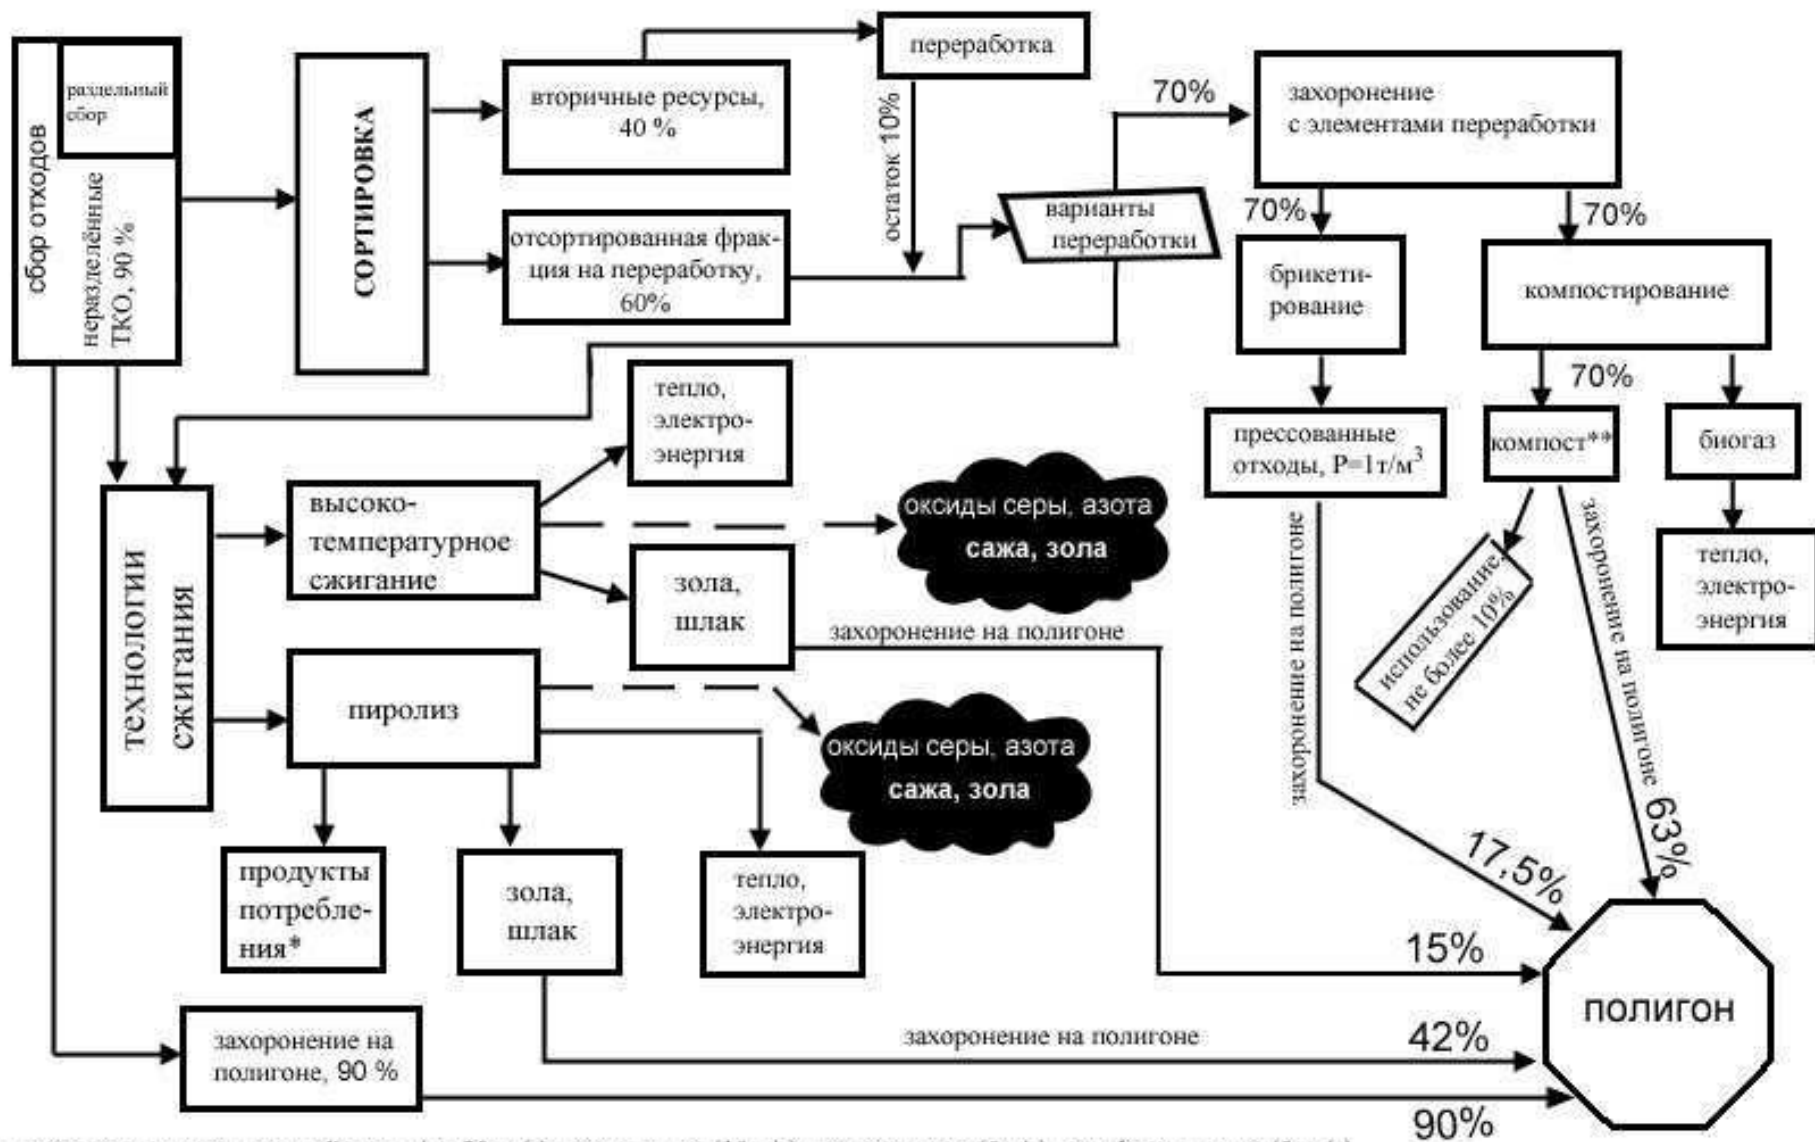 сбор отходов
раздельный
сбор
неразделённые
ТКО, 90 %
СОРТИРОВКА
вторичные ресурсы,
40 %
отсортированная фрак-
ция на переработку,
60%
переработка
остаток 10%
варианты
переработки
70%
захоронение
с элементами переработки
70%
70%
брикети-
рование
компостирование
70%
прессованные
отходы, P=1т/м³
компост**
биогаз
тепло,
электро-
энергия
использование,
не более 10%
захоронение на полигоне
захоронение на полигоне 63%
17,5%
технологии
сжигания
высоко-
температурное
сжигание
тепло,
электро-
энергия
оксиды серы, азота
сажа, зола
зола,
шлак
захоронение на полигоне
15%
пиролиз
оксиды серы, азота
сажа, зола
продукты
потребле-
ния*
зола,
шлак
тепло,
электро-
энергия
захоронение на полигоне
42%
захоронение на
полигоне, 90 %
90%
полигон